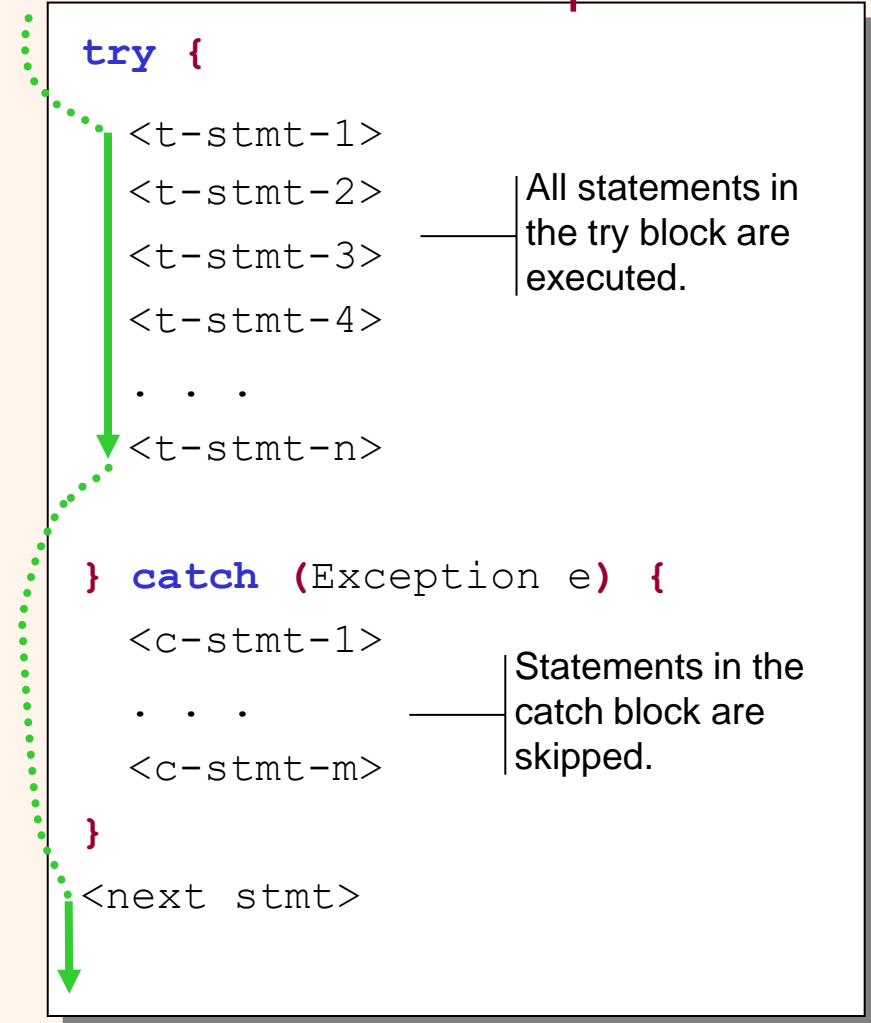 try {
<t-stmt-1>
<t-stmt-2>
<t-stmt-3>
<t-stmt-4>
. . .
<t-stmt-n>
All statements in
the try block are
executed.
} catch (Exception e) {
<c-stmt-1>
. . .
<c-stmt-m>
Statements in the
catch block are
skipped.
}
<next stmt>